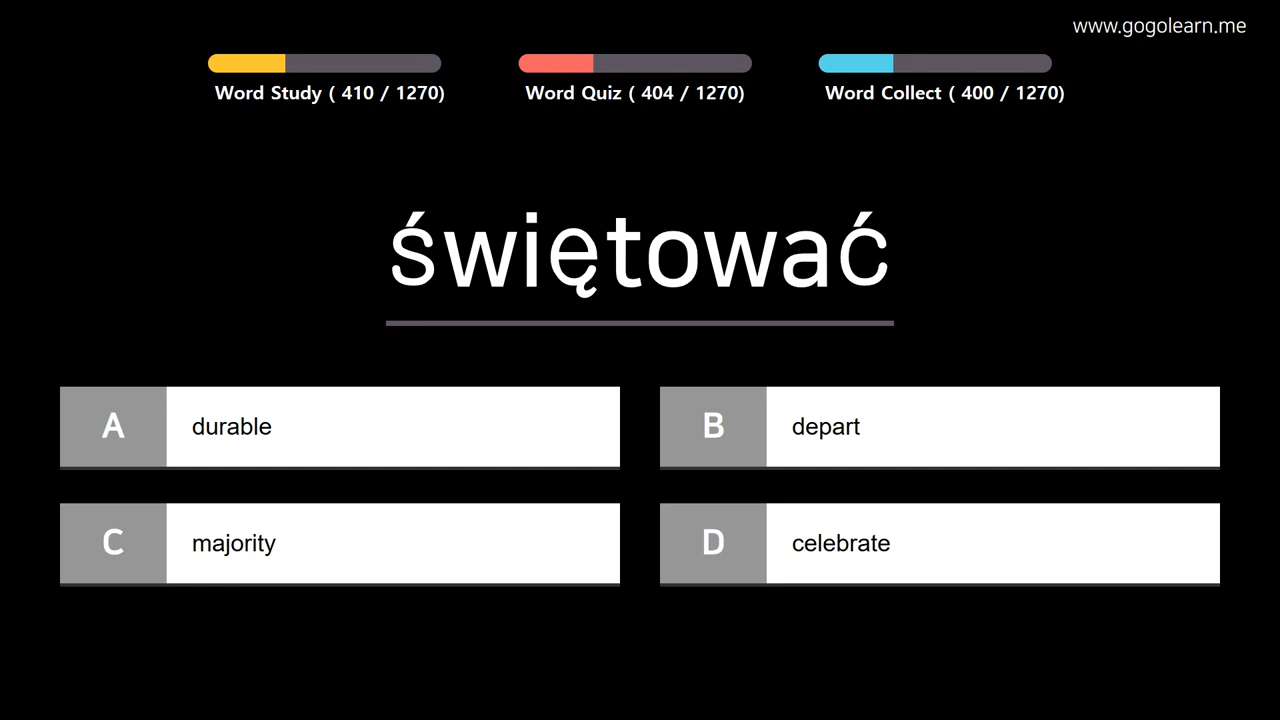 www.gogolearn.me
Word Study ( 410 / 1270)
Word Quiz ( 404 / 1270)
Word Collect ( 400 / 1270)
świętować
A durable
B depart
C majority
D celebrate